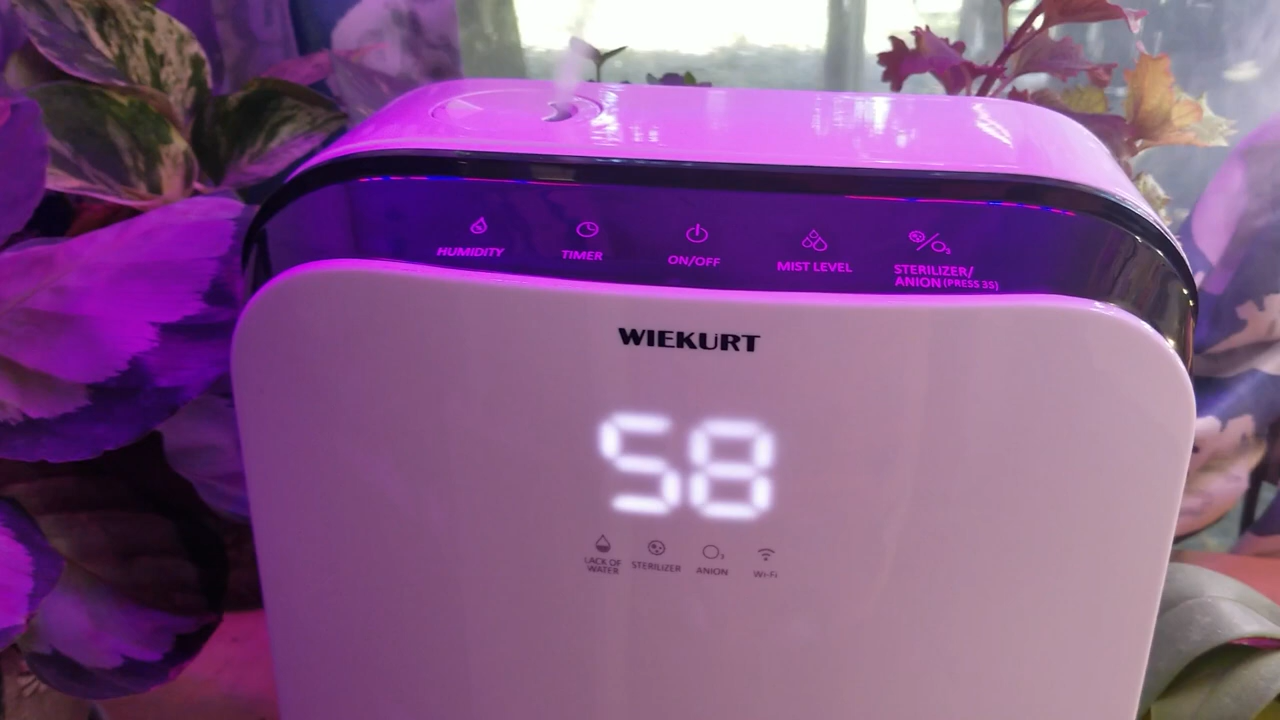 HUMIDITY
TIMER
ON/OFF
MIST LEVEL
STERILIZER/
ANION (PRESS 3S)
WIEKURT
58
LACK OF
WATER
STERILIZER
ANION
Wi-Fi